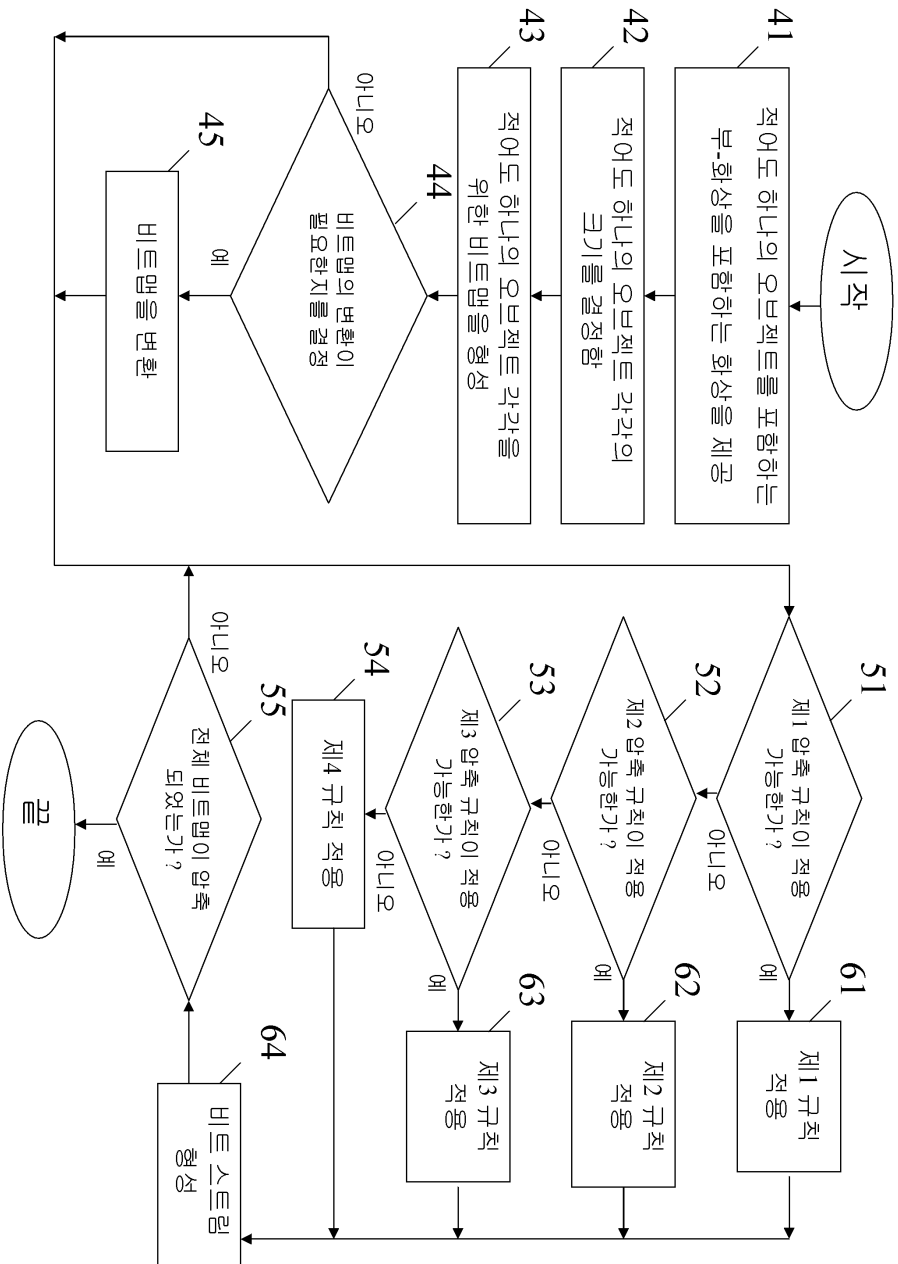 시작
41
적어도 하나의 오브젝트를 포함하는
부-화상을 포함하는 화상을 제공
42
적어도 하나의 오브젝트 각각의
크기를 결정함
43
적어도 하나의 오브젝트 각각을
위한 비트맵을 형성
44
비트맵의 변환이
필요한지를 결정
아니오
예
45
비트맵을 변환
51
제1 압축 규칙이 적용
가능한가?
아니오
예
61
제1 규칙
적용
52
제2 압축 규칙이 적용
가능한가?
아니오
예
62
제2 규칙
적용
53
제3 압축 규칙이 적용
가능한가?
아니오
예
63
제3 규칙
적용
54
제4 규칙 적용
64
비트 스트림
형성
55
전체 비트맵이 압축
되었는가?
아니오
예
끝